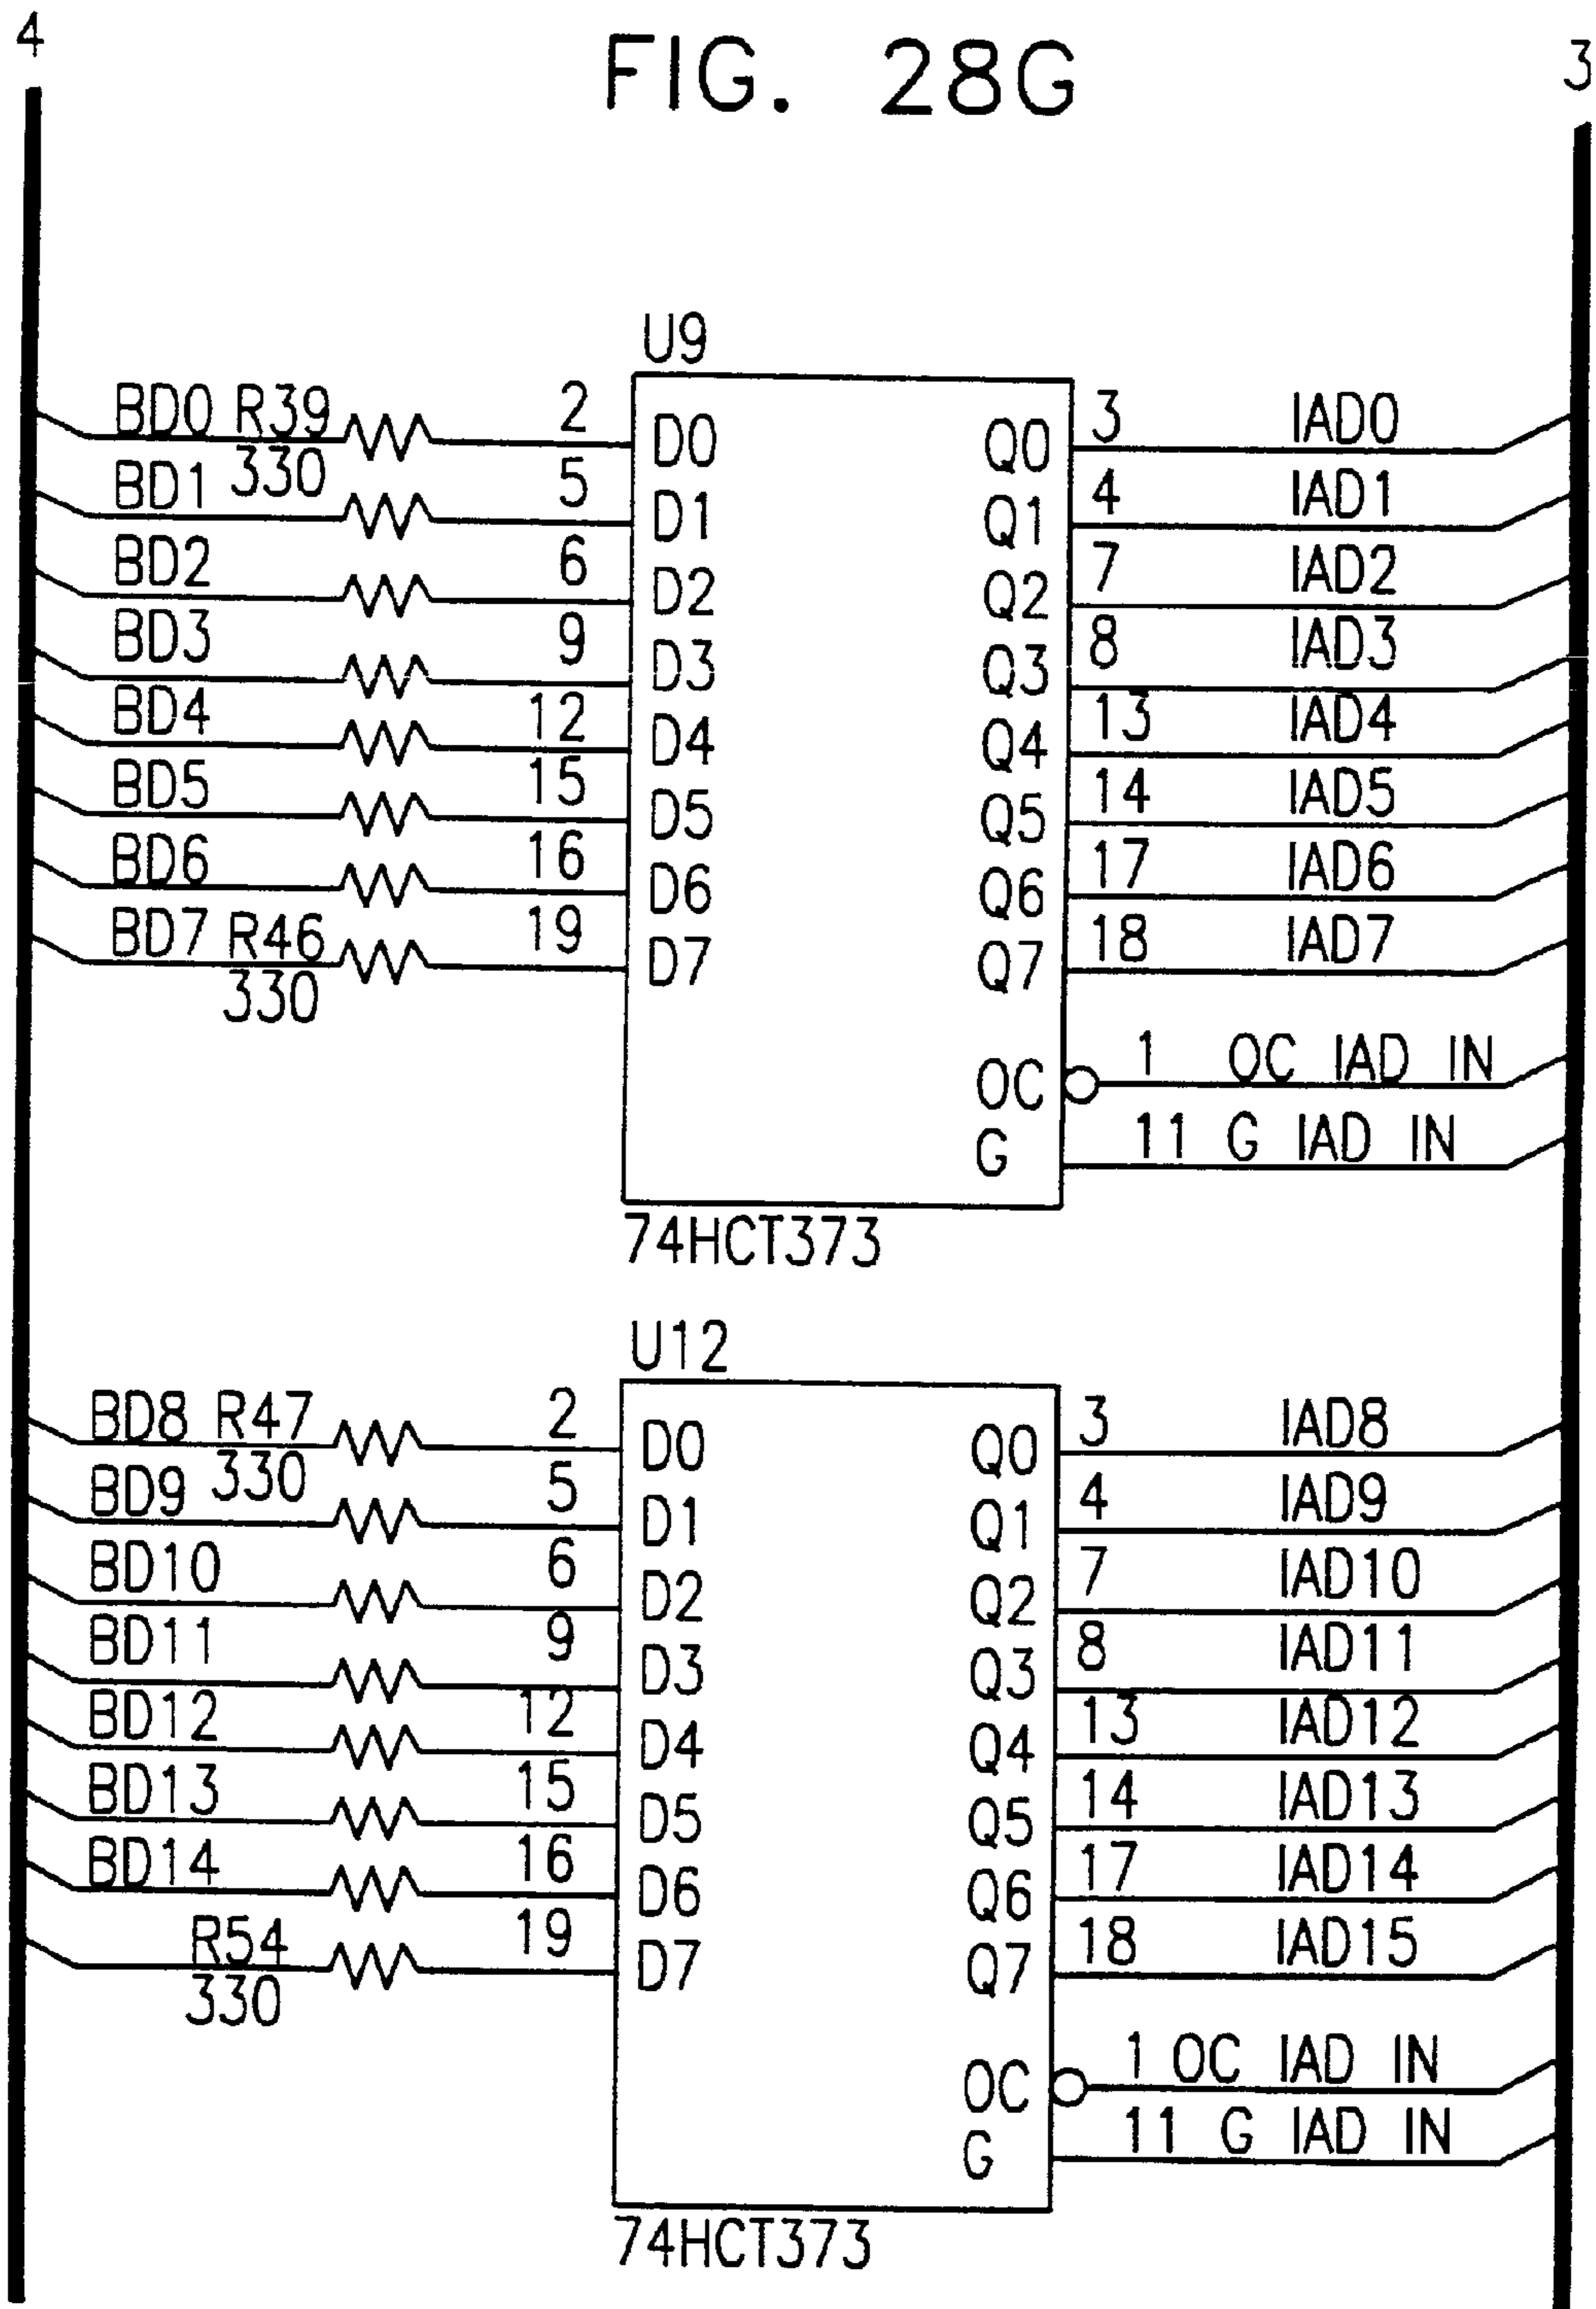 4 FIG. 28G 3
U9
BD0 R39 2 D0 Q0 3 IAD0
330
BD1 5 D1 Q1 4 IAD1
BD2 6 D2 Q2 7 IAD2
BD3 9 D3 Q3 8 IAD3
BD4 12 D4 Q4 13 IAD4
BD5 15 D5 Q5 14 IAD5
BD6 16 D6 Q6 17 IAD6
BD7 R46 19 D7 Q7 18 IAD7
330
OC 1 OC IAD IN
G 11 G IAD IN
74HCT373
U12
BD8 R47 2 D0 Q0 3 IAD8
330
BD9 5 D1 Q1 4 IAD9
BD10 6 D2 Q2 7 IAD10
BD11 9 D3 Q3 8 IAD11
BD12 12 D4 Q4 13 IAD12
BD13 15 D5 Q5 14 IAD13
BD14 16 D6 Q6 17 IAD14
R54 19 D7 Q7 18 IAD15
330
OC 1 OC IAD IN
G 11 G IAD IN
74HCT373